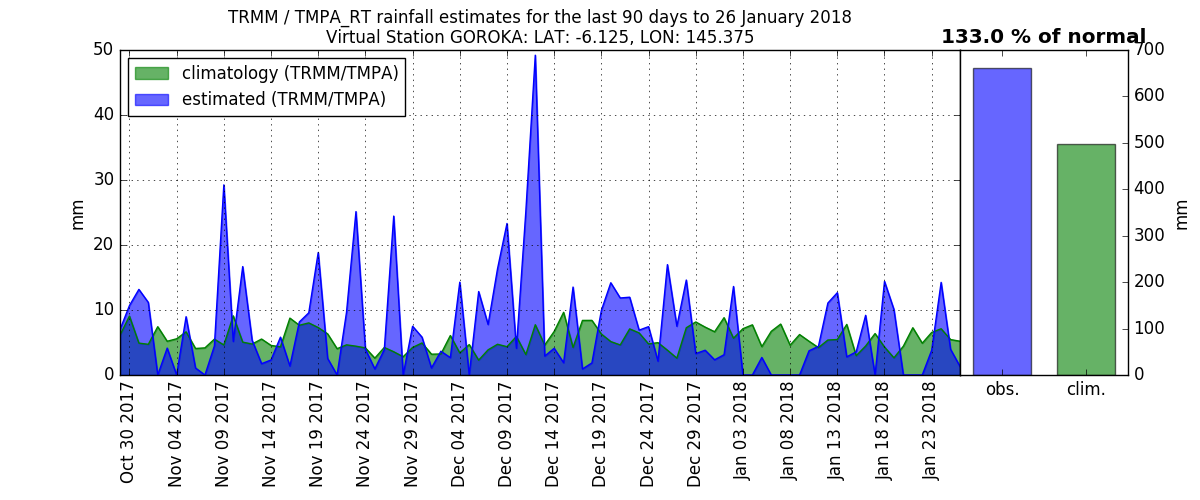 TRMM / TMPA_RT rainfall estimates for the last 90 days to 26 January 2018
Virtual Station GOROKA: LAT: -6.125, LON: 145.375
133.0 % of normal
climatology (TRMM/TMPA)
estimated (TRMM/TMPA)
50
40
30
20
10
0
mm
Oct 30 2017
Nov 04 2017
Nov 09 2017
Nov 14 2017
Nov 19 2017
Nov 24 2017
Nov 29 2017
Dec 04 2017
Dec 09 2017
Dec 14 2017
Dec 19 2017
Dec 24 2017
Dec 29 2017
Jan 03 2018
Jan 08 2018
Jan 13 2018
Jan 18 2018
Jan 23 2018
obs.
clim.
700
600
500
400
300
200
100
0
mm